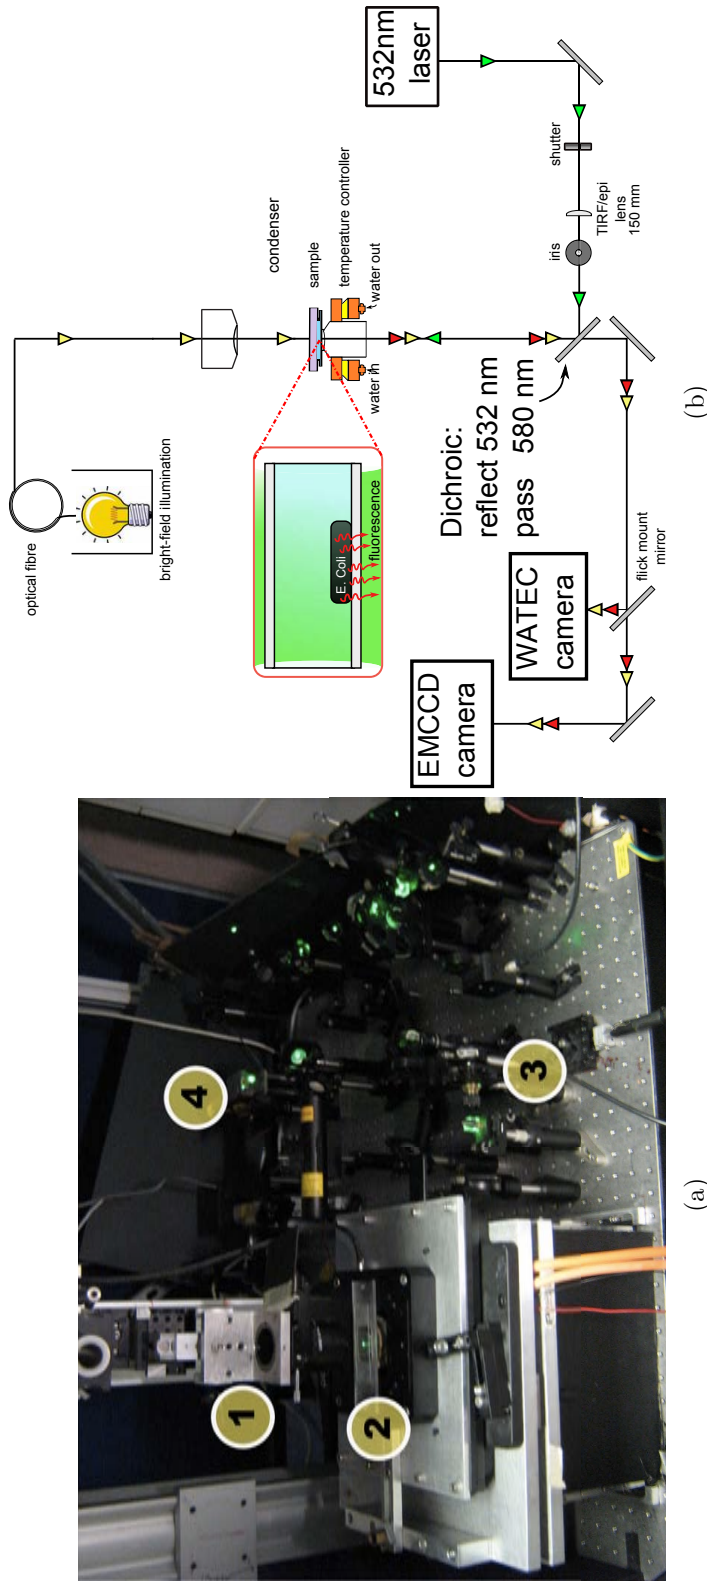 optical fibre
bright-field illumination
condenser
sample
temperature controller
water in
water out
E. Coli
fluorescence
532nm
laser
shutter
TIRF/epi
lens
150 mm
iris
Dichroic:
reflect 532 nm
pass 580 nm
flick mount
mirror
WATEC
camera
EMCCD
camera
(b)
1
2
3
4
(a)